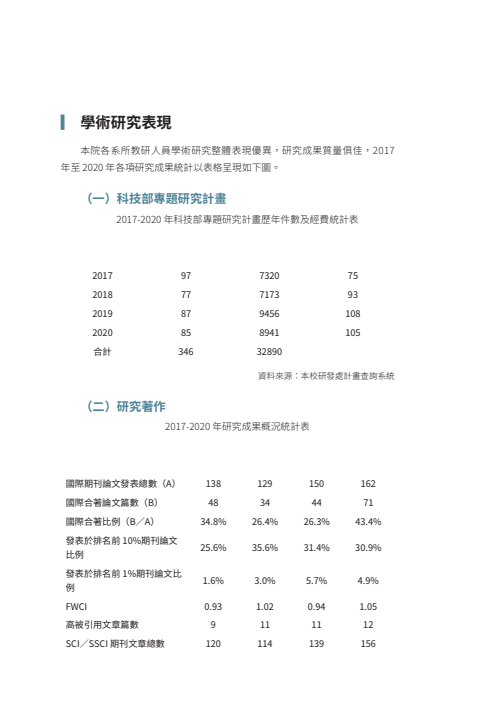 學術研究表現
本院各系所教研人員學術研究整體表現優異，研究成果質量俱佳，2017
年至 2020 年各項研究成果統計以表格呈現如下圖。
（一）科技部專題研究計畫
2017-2020 年科技部專題研究計畫歷年件數及經費統計表
2017 97 7320 75
2018 77 7173 93
2019 87 9456 108
2020 85 8941 105
合計 346 32890
資料來源：本校研發處計畫查詢系統
（二）研究著作
2017-2020 年研究成果概況統計表
國際期刊論文發表總數（A） 138 129 150 162
國際合著論文篇數（B） 48 34 44 71
國際合著比例（B／A） 34.8% 26.4% 26.3% 43.4%
發表於排名前 10%期刊論文
比例 25.6% 35.6% 31.4% 30.9%
發表於排名前 1%期刊論文比
例 1.6% 3.0% 5.7% 4.9%
FWCI 0.93 1.02 0.94 1.05
高被引用文章篇數 9 11 11 12
SCI／SSCI 期刊文章總數 120 114 139 156